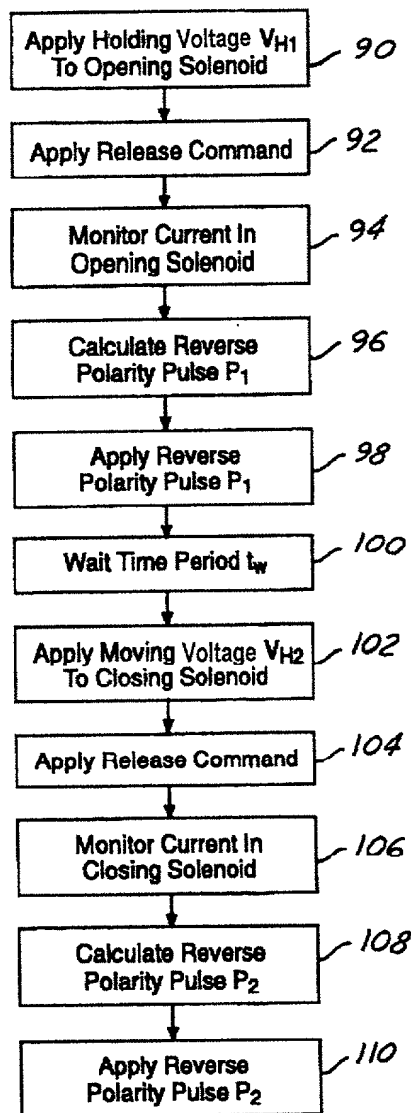 Apply Holding Voltage VH1
To Opening Solenoid
90
Apply Release Command
92
Monitor Current In
Opening Solenoid
94
Calculate Reverse
Polarity Pulse P1
96
Apply Reverse
Polarity Pulse P1
98
Wait Time Period tw
100
Apply Moving Voltage VH2
To Closing Solenoid
102
Apply Release Command
104
Monitor Current In
Closing Solenoid
106
Calculate Reverse
Polarity Pulse P2
108
Apply Reverse
Polarity Pulse P2
110